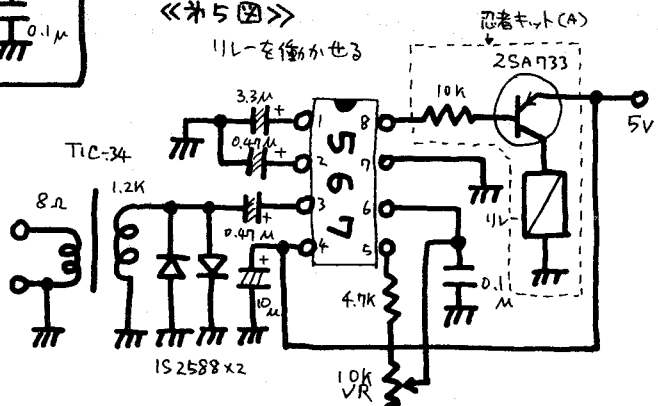 0.1μ
≪第5図≫
リレーを働かせる
忍者キット(A)
2SA733
10K
5V
3.3μ
+
0.47μ
+
0.47μ
+
10μ
+
TIC-34
8Ω
1.2K
1S2588×2
567
1
2
3
4
8
7
6
5
リレー
4.7K
0.1μ
10K
VR